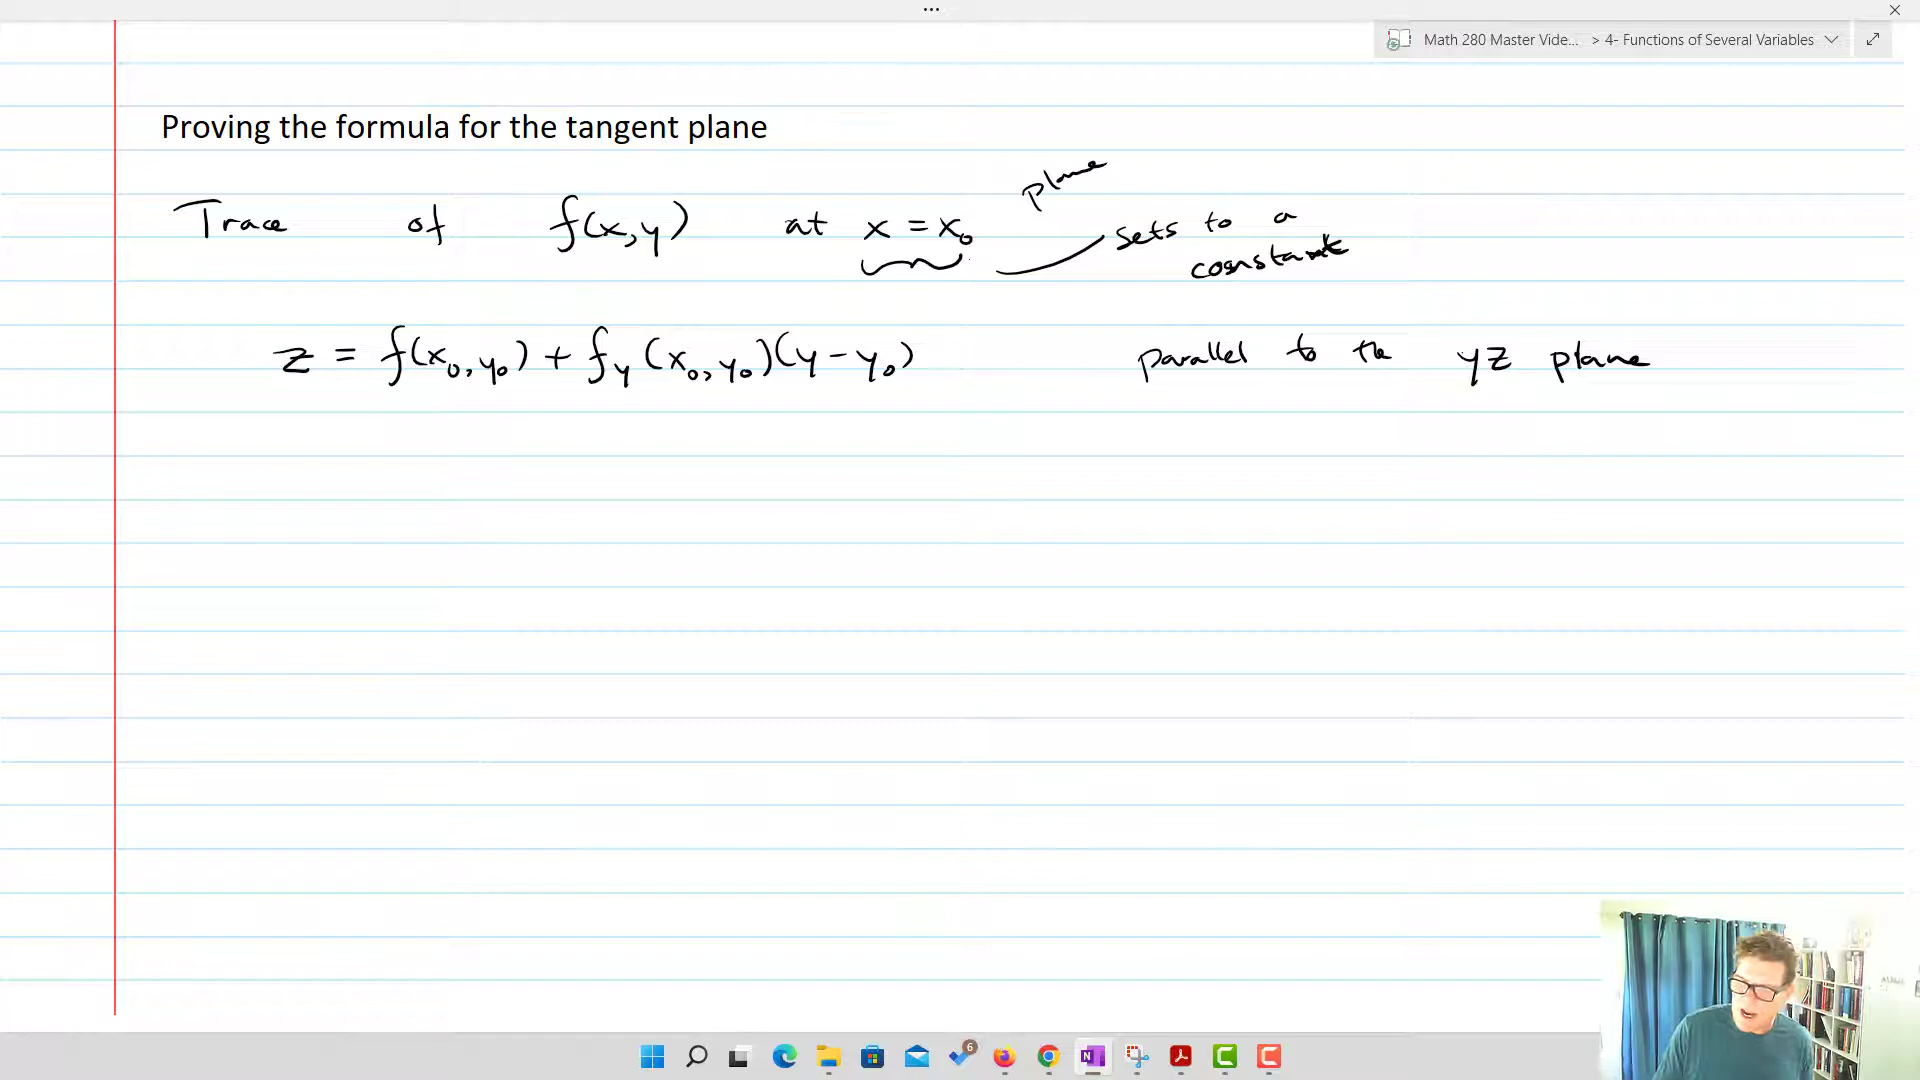 Math 280 Master Vide... > 4- Functions of Several Variables
Proving the formula for the tangent plane
plane
Trace of f(x,y) at x = x₀
sets to a
constant
z = f(x₀,y₀) + f_y (x₀,y₀)(y - y₀) parallel to the yz plane
6